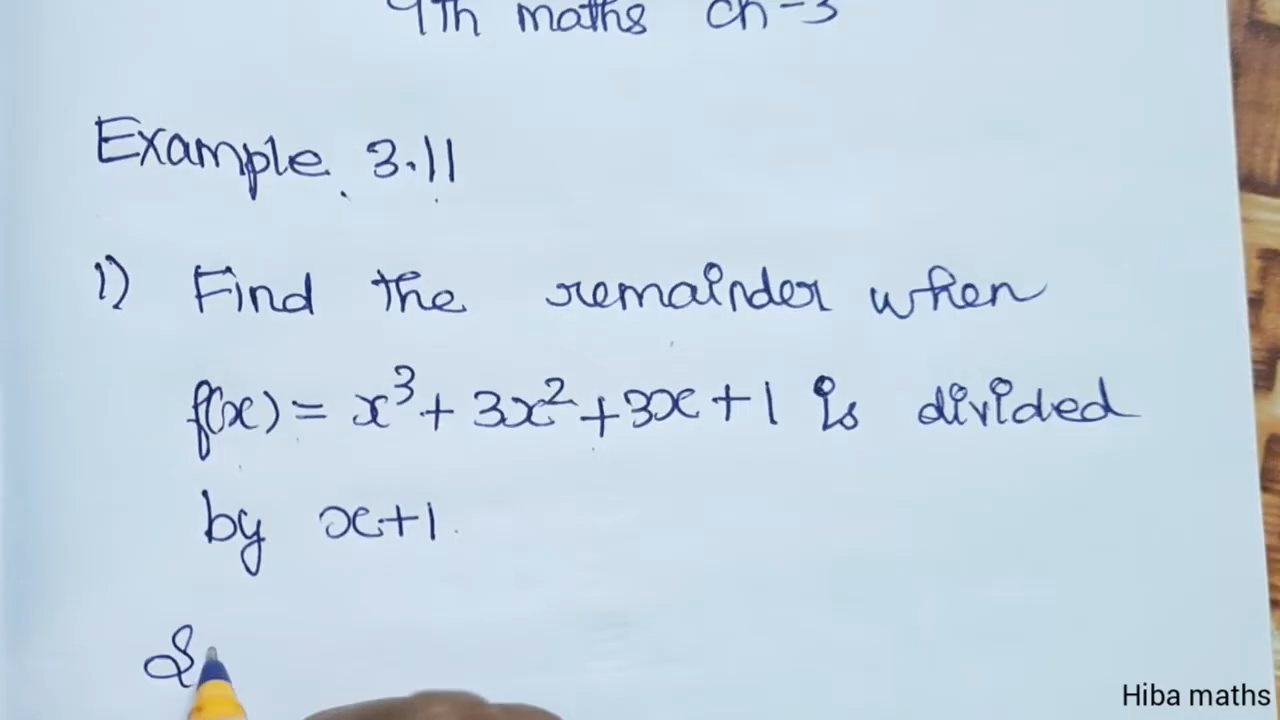 9Th maths Ch-3
Example 3.11
1) Find the remainder when
f(x) = x³ + 3x² + 3x + 1 is divided
by x+1.
S
Hiba maths